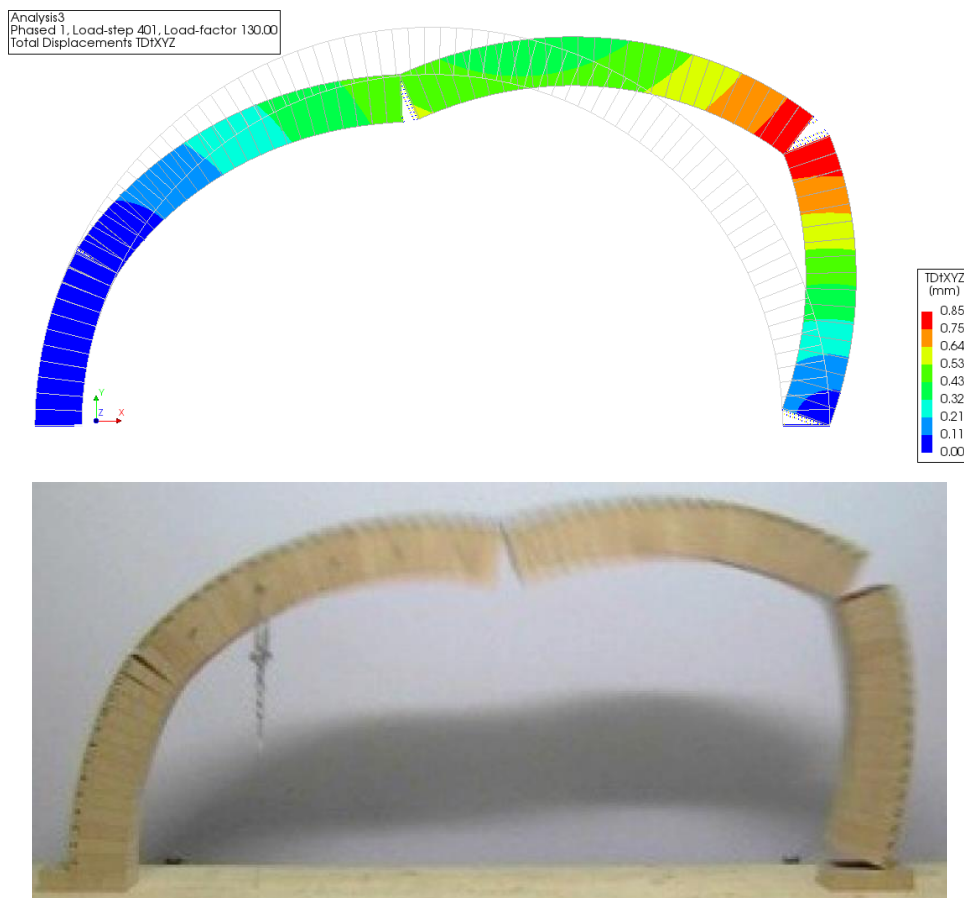 Analysis3
Phased 1, Load-step 401, Load-factor 130.00
Total Displacements TDtXYZ
Y
Z X
TDtXYZ
(mm)
0.85
0.75
0.64
0.53
0.43
0.32
0.21
0.11
0.00